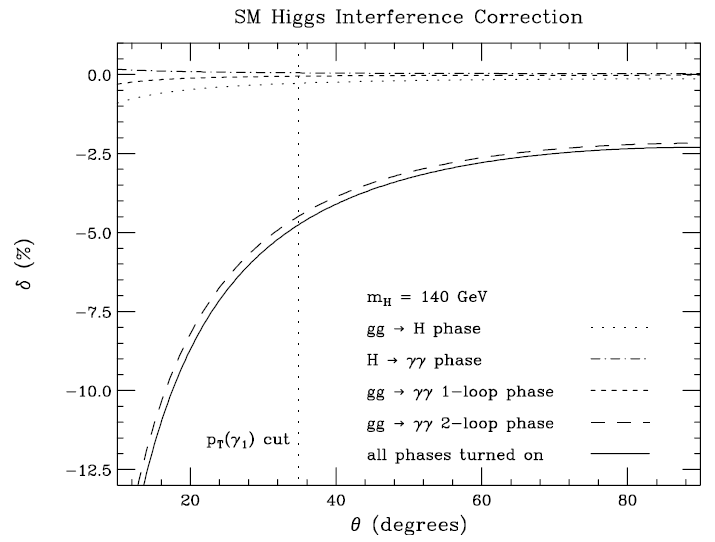 SM Higgs Interference Correction
δ (%)
0.0
−2.5
−5.0
−7.5
−10.0
−12.5
m_H = 140 GeV
gg → H phase
H → γγ phase
gg → γγ 1−loop phase
gg → γγ 2−loop phase
all phases turned on
p_T(γ_1) cut
20 40 60 80
θ (degrees)